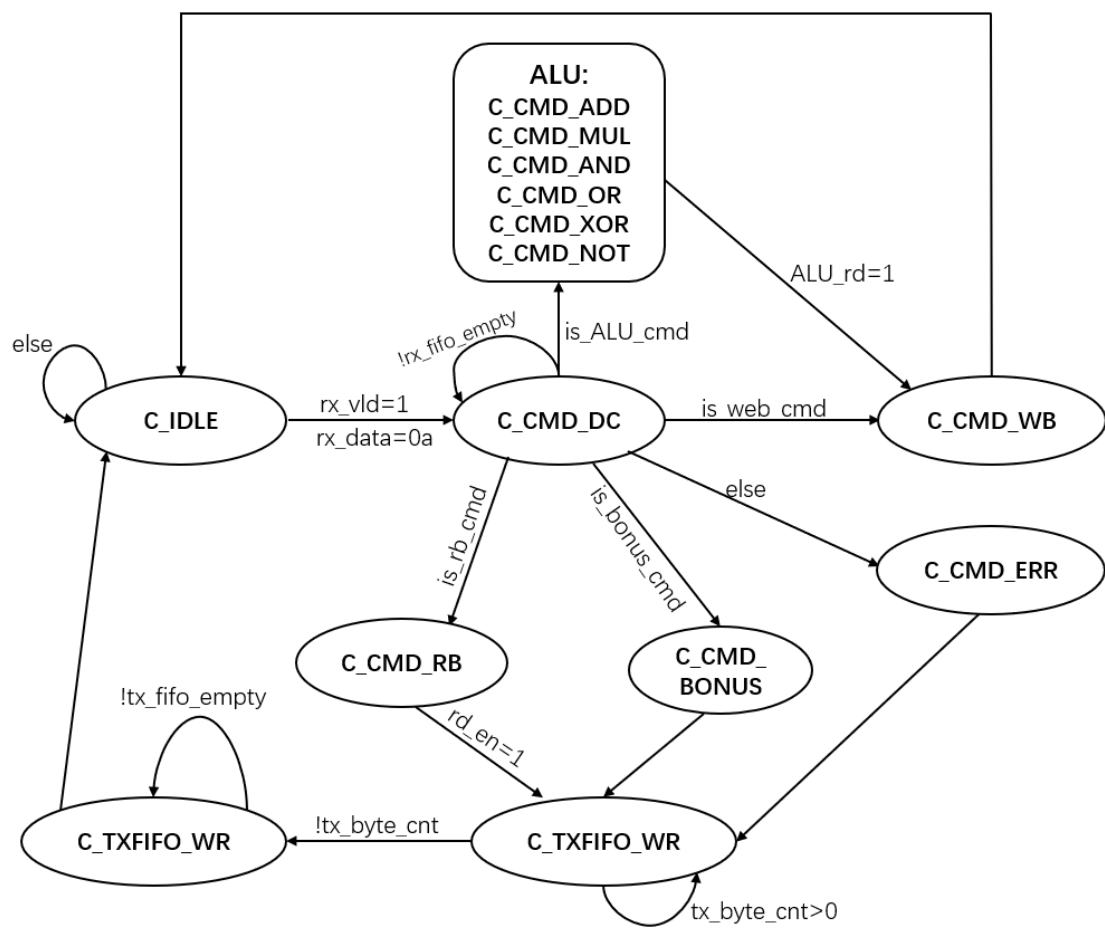 ALU:
C_CMD_ADD
C_CMD_MUL
C_CMD_AND
C_CMD_OR
C_CMD_XOR
C_CMD_NOT
ALU_rd=1
is_ALU_cmd
!rx_fifo_empty
else
C_IDLE
rx_vld=1
rx_data=0a
C_CMD_DC
is_web_cmd
C_CMD_WB
is_rb_cmd
is_bonus_cmd
else
C_CMD_ERR
C_CMD_RB
C_CMD_
BONUS
!tx_fifo_empty
rd_en=1
C_TXFIFO_WR
!tx_byte_cnt
C_TXFIFO_WR
tx_byte_cnt>0